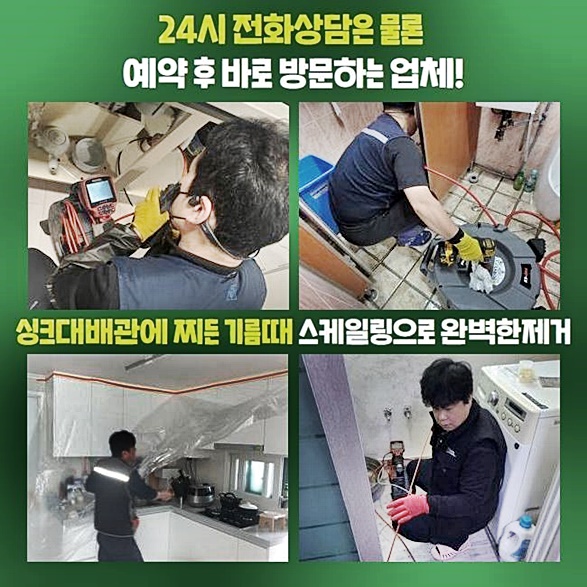 24시 전화상담은 물론
예약 후 바로 방문하는 업체!
싱크대배관에 찌든 기름때 스케일링으로 완벽한제거